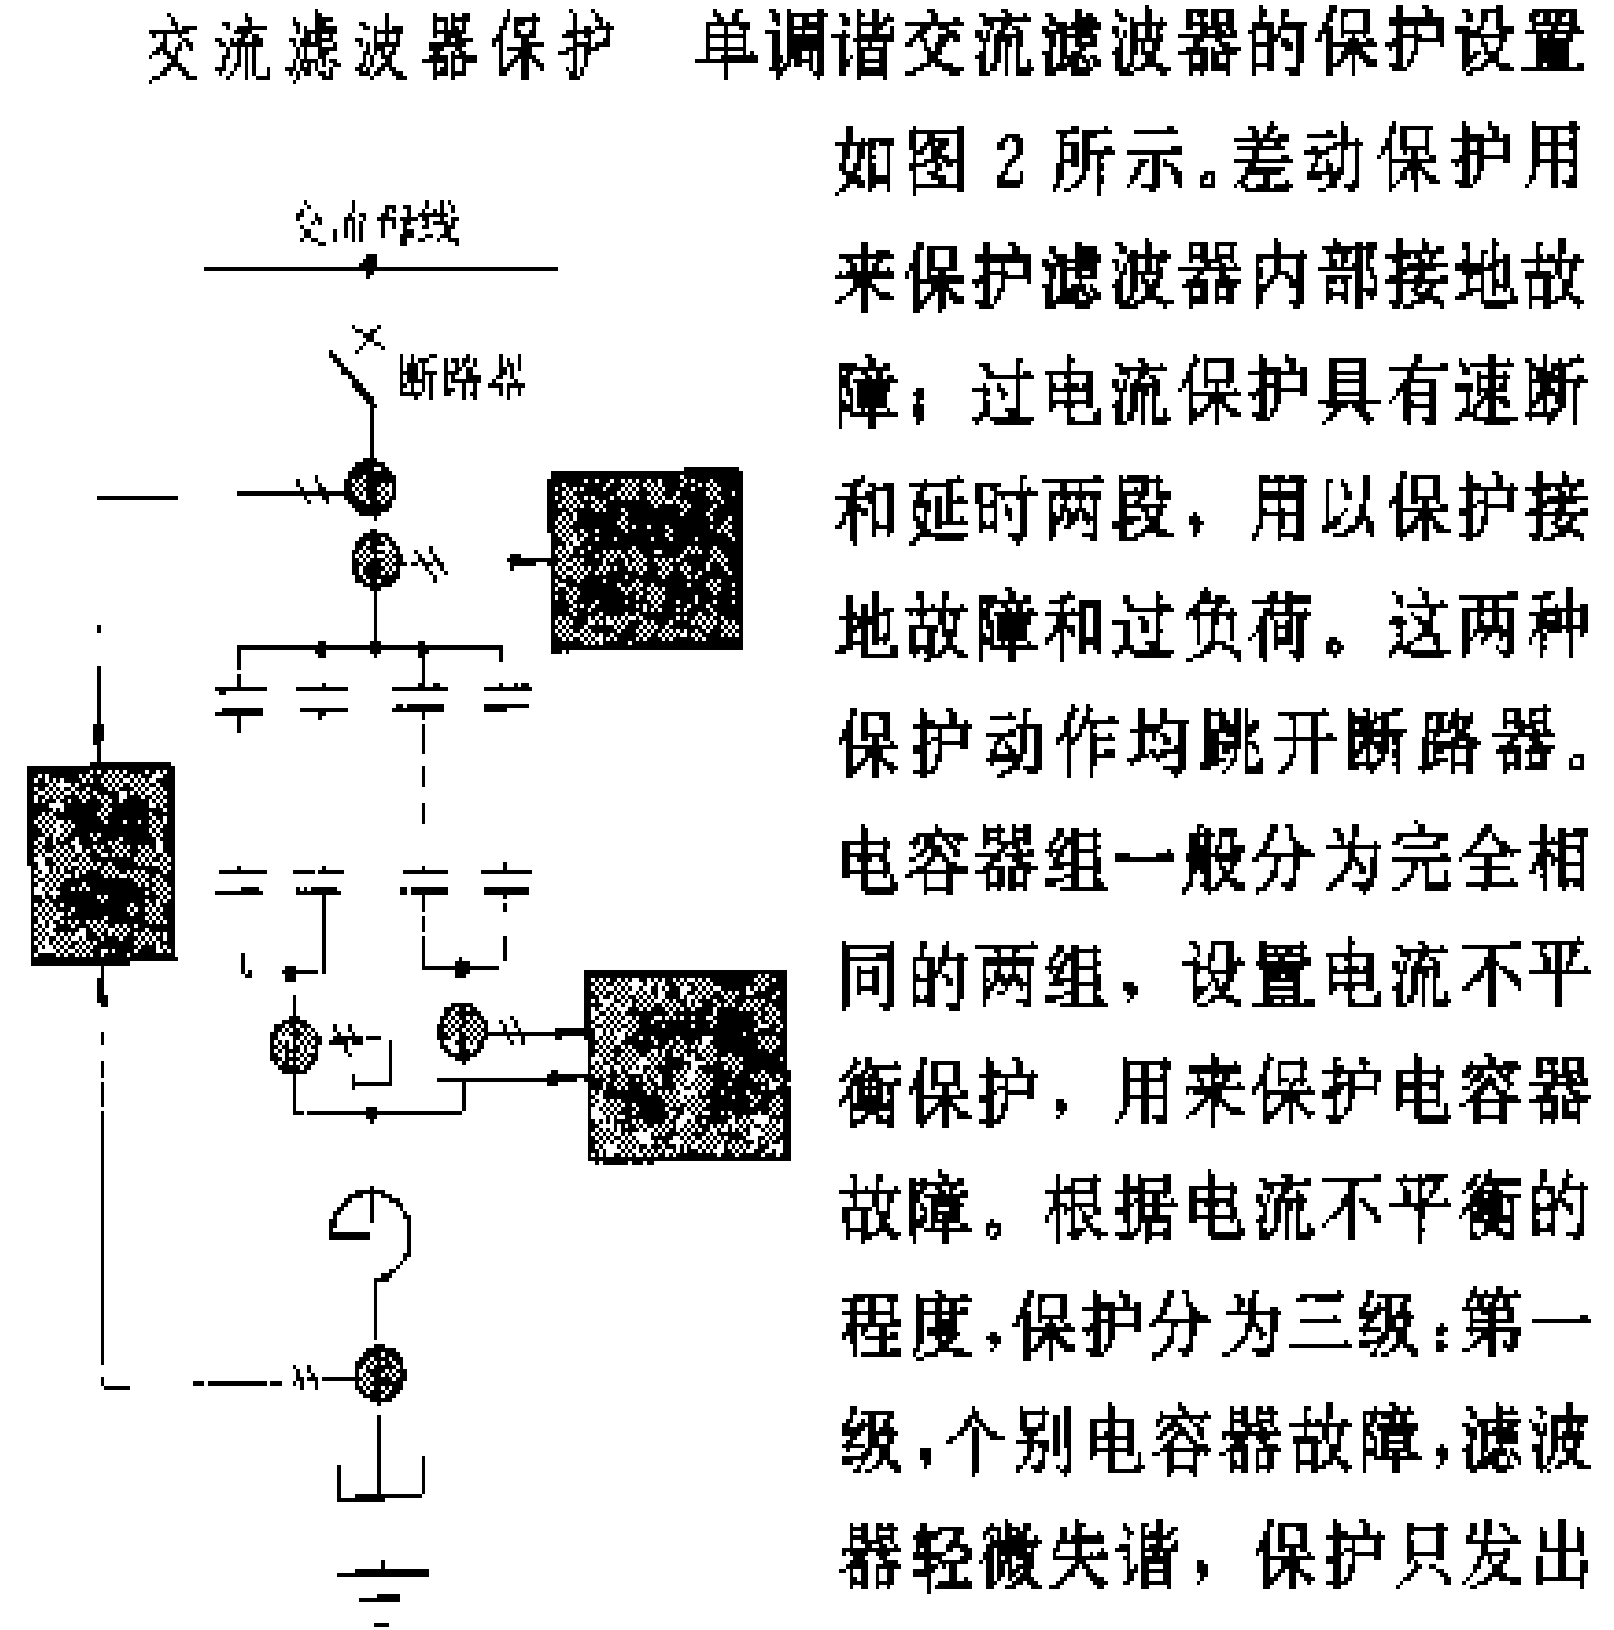 交流滤波器保护 单调谐交流滤波器的保护设置
如图2所示。差动保护用
来保护滤波器内部接地故
障；过电流保护具有速断
和延时两段，用以保护接
地故障和过负荷。这两种
保护动作均跳开断路器。
电容器组一般分为完全相
同的两组，设置电流不平
衡保护，用来保护电容器
故障。根据电流不平衡的
程度，保护分为三级：第一
级，个别电容器故障，滤波
器轻微失谐，保护只发出
交流母线
断路器